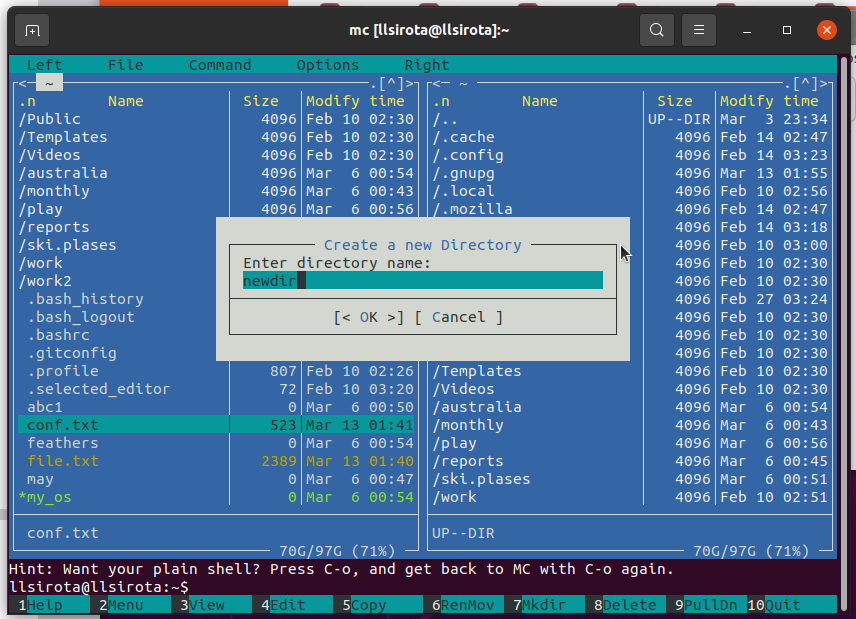 mc [llsirota@llsirota]:~
Left File Command Options Right
<─ ~ .[^]>
.n Name Size Modify time
/Public 4096 Feb 10 02:30
/Templates 4096 Feb 10 02:30
/Videos 4096 Feb 10 02:30
/australia 4096 Mar 6 00:54
/monthly 4096 Mar 6 00:43
/play 4096 Mar 6 00:56
/reports
/ski.plases
/work
/work2
.bash_history
.bash_logout
.bashrc
.gitconfig
.profile 807 Feb 10 02:26
.selected_editor 72 Feb 10 03:20
abc1 0 Mar 6 00:50
conf.txt 523 Mar 13 01:41
feathers 0 Mar 6 00:54
file.txt 2389 Mar 13 01:40
may 0 Mar 6 00:47
*my_os 0 Mar 6 00:54
conf.txt
70G/97G (71%)
<─ ~ .[^]>
.n Name Size Modify time
/.. UP--DIR Mar 3 23:34
/.cache 4096 Feb 14 02:47
/.config 4096 Feb 14 03:23
/.gnupg 4096 Mar 13 01:55
/.local 4096 Feb 10 02:56
/.mozilla 4096 Feb 14 02:47
4096 Feb 14 03:18
4096 Feb 10 03:00
4096 Feb 10 02:30
4096 Feb 10 02:30
4096 Feb 27 03:24
4096 Feb 10 02:30
4096 Feb 10 02:30
4096 Feb 10 02:30
/Templates 4096 Feb 10 02:30
/Videos 4096 Feb 10 02:30
/australia 4096 Mar 6 00:54
/monthly 4096 Mar 6 00:43
/play 4096 Mar 6 00:56
/reports 4096 Mar 6 00:45
/ski.plases 4096 Mar 6 00:51
/work 4096 Feb 10 02:51
UP--DIR
70G/97G (71%)
Create a new Directory
Enter directory name:
newdir
[< OK >] [ Cancel ]
Hint: Want your plain shell? Press C-o, and get back to MC with C-o again.
llsirota@llsirota:~$
1Help 2Menu 3View 4Edit 5Copy 6RenMov 7Mkdir 8Delete 9PullDn 10Quit